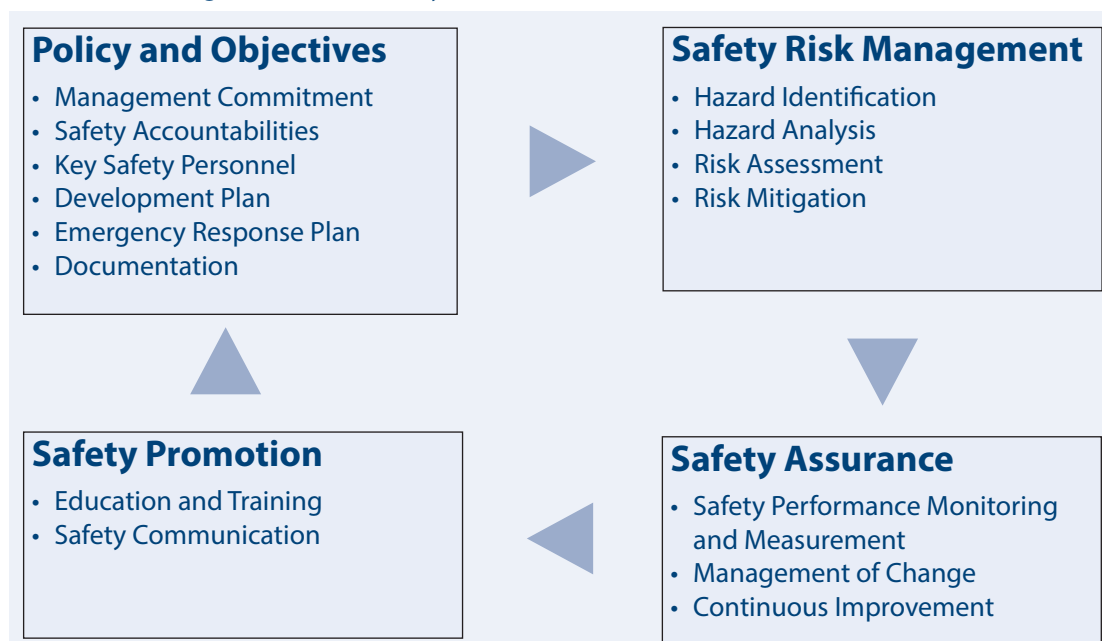 Policy and Objectives
• Management Commitment
• Safety Accountabilities
• Key Safety Personnel
• Development Plan
• Emergency Response Plan
• Documentation
Safety Risk Management
• Hazard Identification
• Hazard Analysis
• Risk Assessment
• Risk Mitigation
Safety Promotion
• Education and Training
• Safety Communication
Safety Assurance
• Safety Performance Monitoring
and Measurement
• Management of Change
• Continuous Improvement